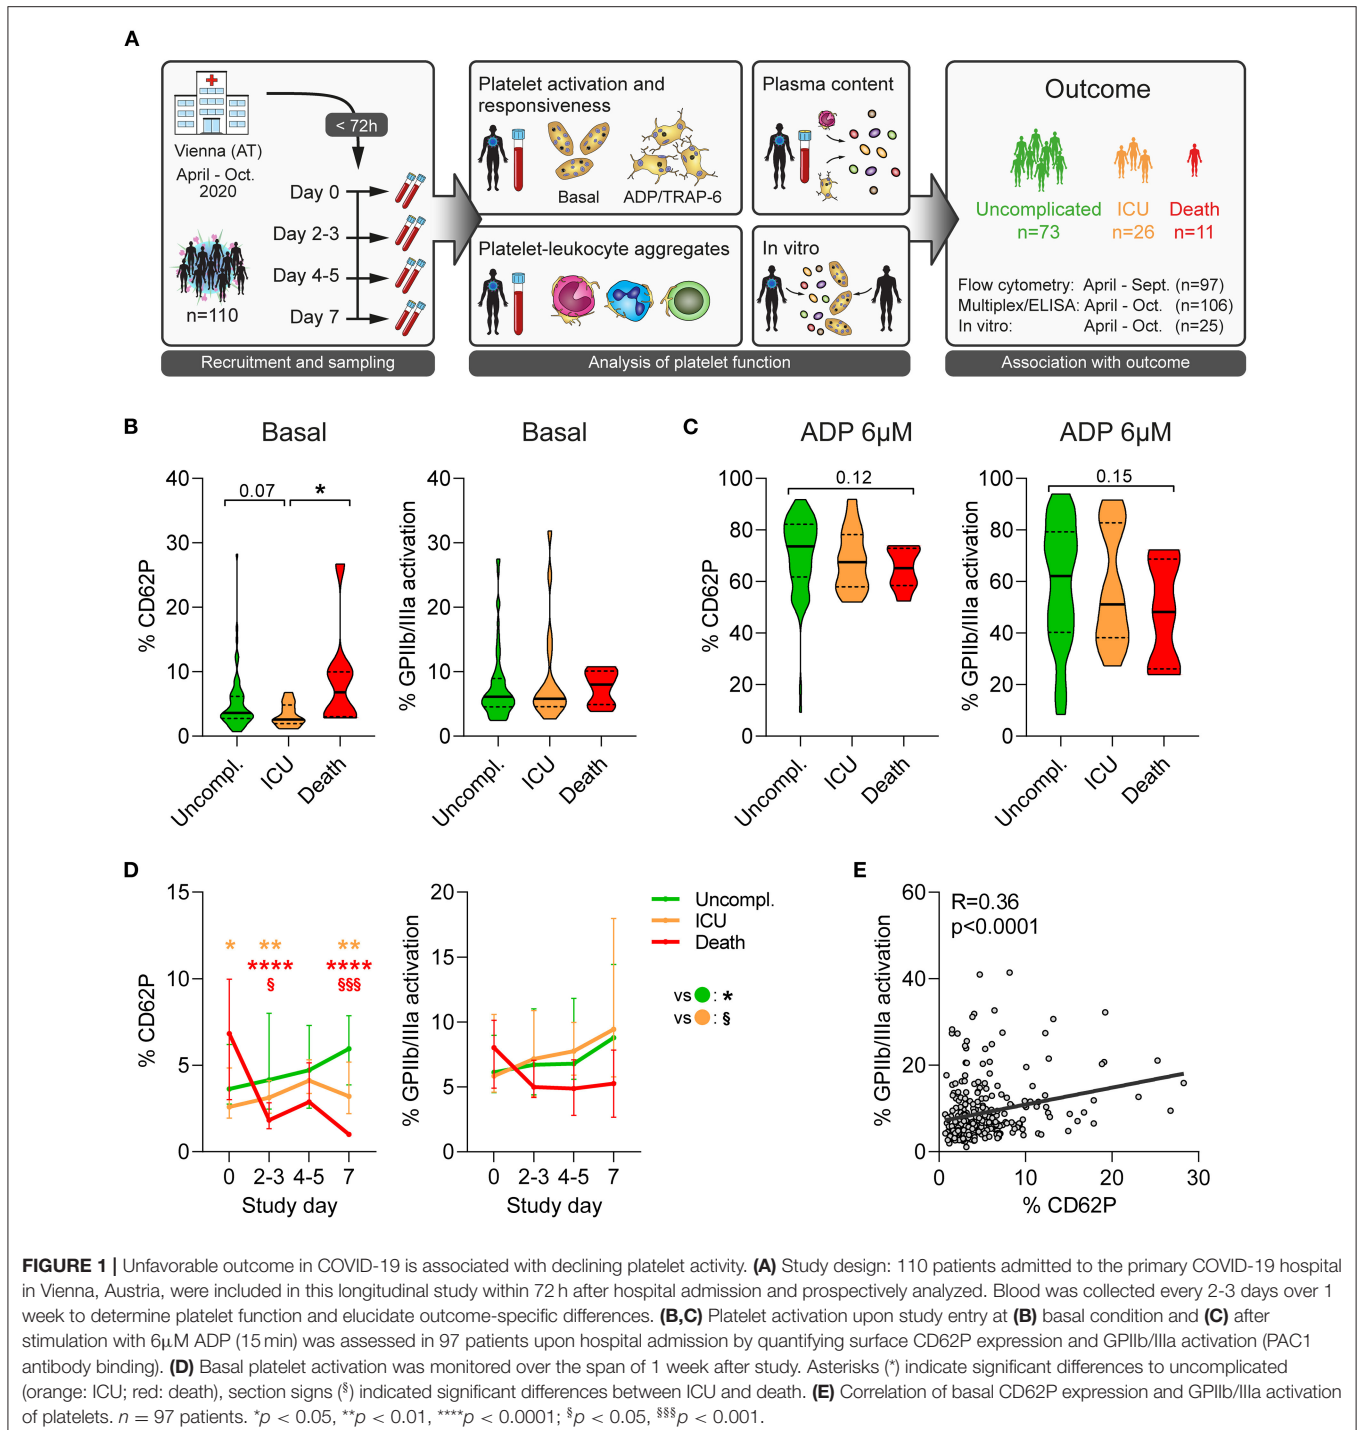 A
Vienna (AT)
April - Oct.
2020
n=110
< 72h
Day 0
Day 2-3
Day 4-5
Day 7
Recruitment and sampling
Platelet activation and
responsiveness
Basal
ADP/TRAP-6
Plasma content
Platelet-leukocyte aggregates
In vitro
Analysis of platelet function
Outcome
Uncomplicated
n=73
ICU
n=26
Death
n=11
Flow cytometry: April - Sept. (n=97)
Multiplex/ELISA: April - Oct. (n=106)
In vitro: April - Oct. (n=25)
Association with outcome
B
Basal
% CD62P
40
30
20
10
0
0.07
*
Uncompl.
ICU
Death
Basal
% GPIIb/IIIa activation
40
30
20
10
0
Uncompl.
ICU
Death
C
ADP 6µM
% CD62P
100
80
60
40
20
0
0.12
Uncompl.
ICU
Death
ADP 6µM
% GPIIb/IIIa activation
100
80
60
40
20
0
0.15
Uncompl.
ICU
Death
D
% CD62P
15
10
5
0
* ** **
**** ****
§ §§§
0 2-3 4-5 7
Study day
% GPIIb/IIIa activation
20
15
10
5
0
0 2-3 4-5 7
Study day
Uncompl.
ICU
Death
vs : *
vs : §
E
% GPIIb/IIIa activation
60
40
20
0
R=0.36
p<0.0001
0 10 20 30
% CD62P
FIGURE 1 | Unfavorable outcome in COVID-19 is associated with declining platelet activity. (A) Study design: 110 patients admitted to the primary COVID-19 hospital
in Vienna, Austria, were included in this longitudinal study within 72 h after hospital admission and prospectively analyzed. Blood was collected every 2-3 days over 1
week to determine platelet function and elucidate outcome-specific differences. (B,C) Platelet activation upon study entry at (B) basal condition and (C) after
stimulation with 6µM ADP (15 min) was assessed in 97 patients upon hospital admission by quantifying surface CD62P expression and GPIIb/IIIa activation (PAC1
antibody binding). (D) Basal platelet activation was monitored over the span of 1 week after study. Asterisks (*) indicate significant differences to uncomplicated
(orange: ICU; red: death), section signs (§) indicated significant differences between ICU and death. (E) Correlation of basal CD62P expression and GPIIb/IIIa activation
of platelets. n = 97 patients. *p < 0.05, **p < 0.01, ****p < 0.0001; §p < 0.05, §§§p < 0.001.